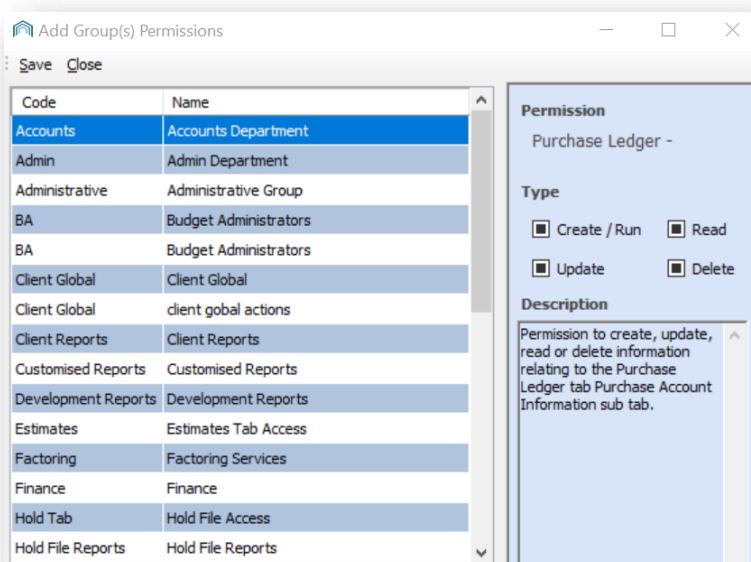 Add Group(s) Permissions
Save Close
Code Name
Accounts Accounts Department
Admin Admin Department
Administrative Administrative Group
BA Budget Administrators
BA Budget Administrators
Client Global Client Global
Client Global client gobal actions
Client Reports Client Reports
Customised Reports Customised Reports
Development Reports Development Reports
Estimates Estimates Tab Access
Factoring Factoring Services
Finance Finance
Hold Tab Hold File Access
Hold File Reports Hold File Reports
Permission
Purchase Ledger -
Type
Create / Run Read
Update Delete
Description
Permission to create, update,
read or delete information
relating to the Purchase
Ledger tab Purchase Account
Information sub tab.